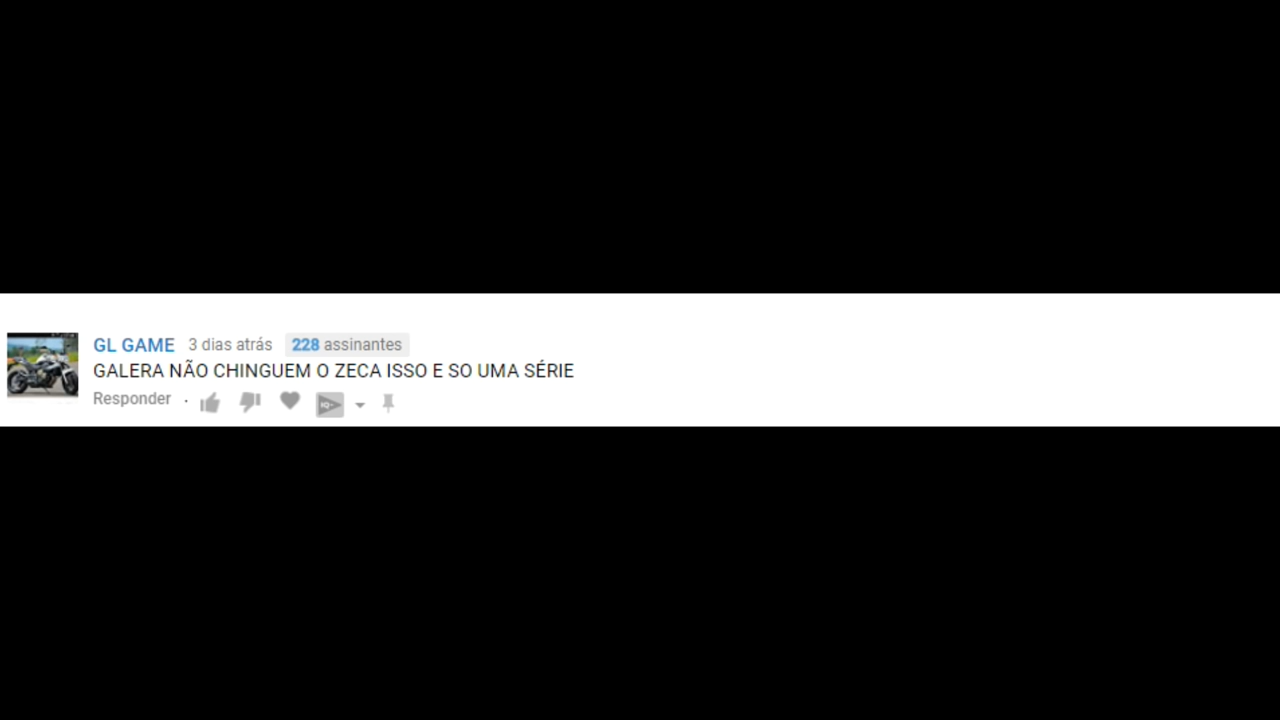 GL GAME 3 dias atrás 228 assinantes
GALERA NÃO CHINGUEM O ZECA ISSO E SO UMA SÉRIE
Responder ·